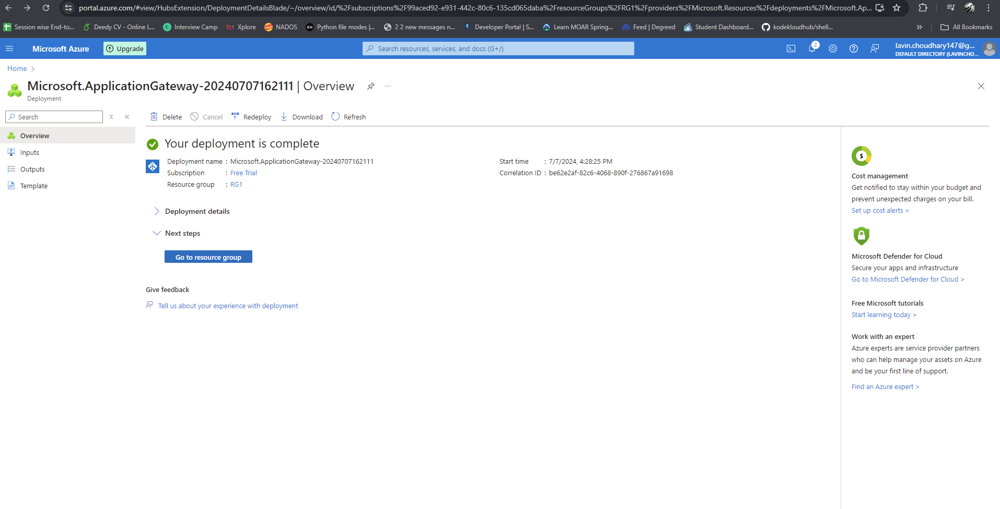 portal.azure.com/#view/HubsExtension/DeploymentDetailsBlade/~/overview/id/%2Fsubscriptions%2F99aced92-e931-442c-80c6-135cd065daba%2FresourceGroups%2FRG1%2Fproviders%2FMicrosoft.Resources%2Fdeployments%2FMicrosoft.Ap...
Session wise End-to... Deedy CV - Online L... Interview Camp tcs Xplore NADOS EH Python file modes |... 2 2 new messages n... Developer Portal | S... Learn MOAR Spring... Feed | Degreed Student Dashboard... kodekloudhub/shell... » All Bookmarks
Microsoft Azure Upgrade Search resources, services, and docs (G+/) 2 lavin.choudhary147@g...
DEFAULT DIRECTORY (LAVINCHO...
Home >
Microsoft.ApplicationGateway-20240707162111 | Overview ...
Deployment
Search
Delete Cancel Redeploy Download Refresh
Overview
Inputs
Outputs
Template
Your deployment is complete
Deployment name : Microsoft.ApplicationGateway-20240707162111
Subscription : Free Trial
Resource group : RG1
Start time : 7/7/2024, 4:28:25 PM
Correlation ID : be62e2af-82c6-4068-890f-276867a91698
Deployment details
Next steps
Go to resource group
Give feedback
Tell us about your experience with deployment
$
Cost management
Get notified to stay within your budget and
prevent unexpected charges on your bill.
Set up cost alerts >
Microsoft Defender for Cloud
Secure your apps and infrastructure
Go to Microsoft Defender for Cloud >
Free Microsoft tutorials
Start learning today >
Work with an expert
Azure experts are service provider partners
who can help manage your assets on Azure
and be your first line of support.
Find an Azure expert >